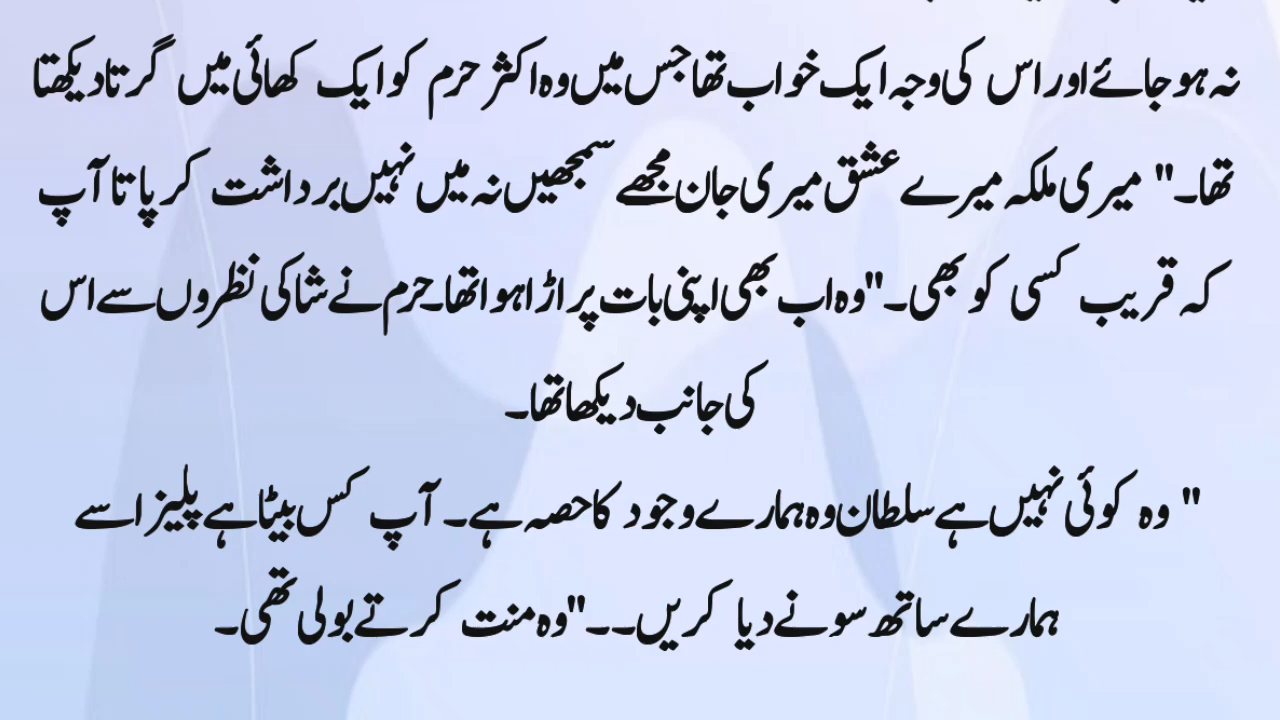 نہ ہو جائے اور اس کی وجہ ایک خواب تھا جس میں وہ اکثر حرم کو ایک کھائی میں گرتا دیکھتا
تھا۔" میری ملکہ میرے عشق میری جان مجھے سمجھیں نہ میں نہیں برداشت کر پاتا آپ
کہ قریب کسی کو بھی۔"وہ اب بھی اپنی بات پر اڑا ہوا تھا۔حرم نے شاکی نظروں سے اس
کی جانب دیکھا تھا۔
" وہ کوئی نہیں ہے سلطان وہ ہمارے وجود کا حصہ ہے۔ آپ کس بیٹا ہے پلیز اسے
ہمارے ساتھ سونے دیا کریں۔۔"وہ منت کرتے بولی تھی۔